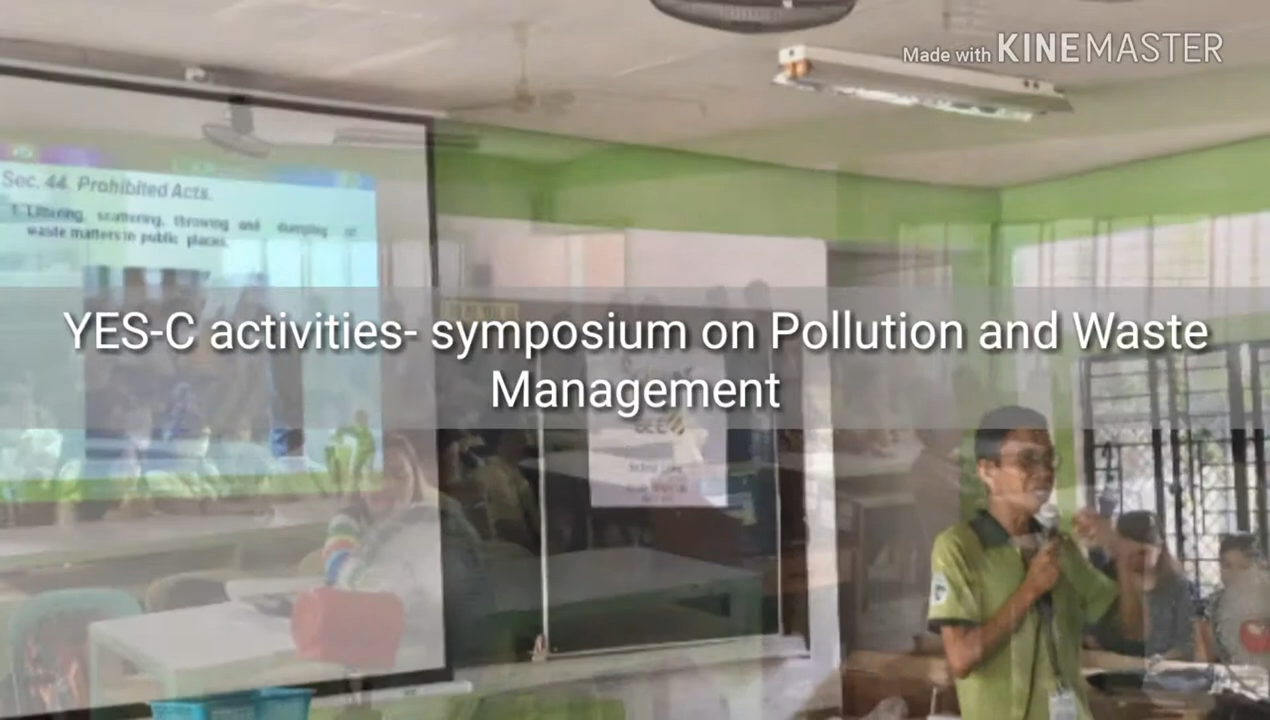 Made with KINEMASTER
Sec. 44. Prohibited Acts.
1. Littering, scattering, throwing and dumping of
waste matters in public places.
YES-C activities- symposium on Pollution and Waste
Management